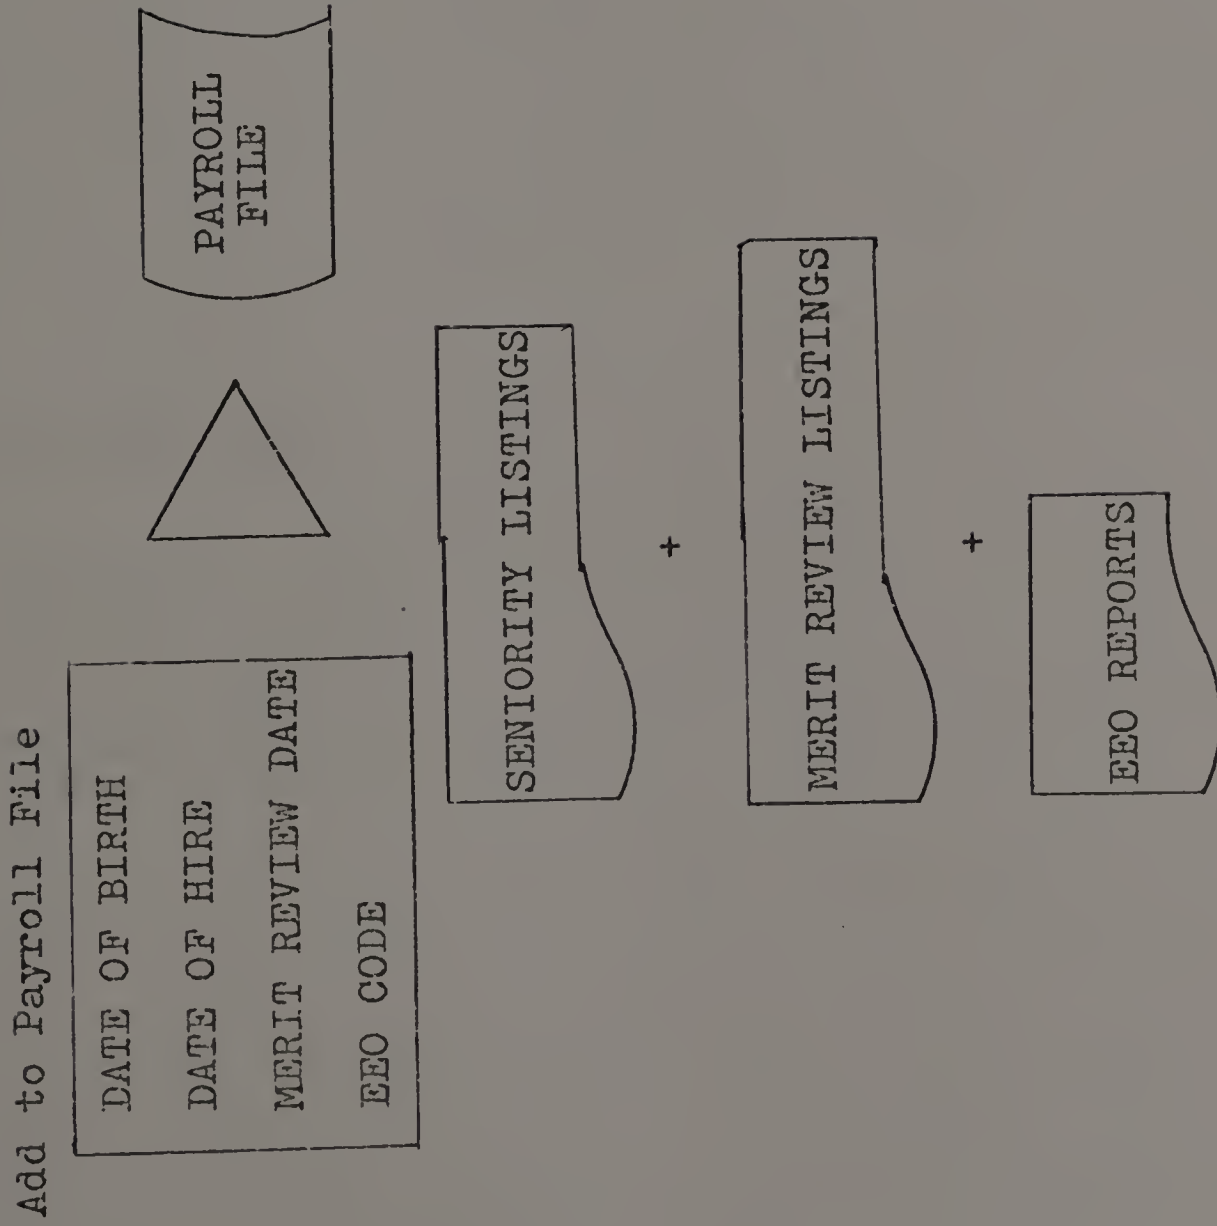 Add to Payroll File
DATE OF BIRTH
DATE OF HIRE
MERIT REVIEW DATE
EEO CODE
PAYROLL
FILE
SENIORITY LISTINGS
+
MERIT REVIEW LISTINGS
+
EEO REPORTS